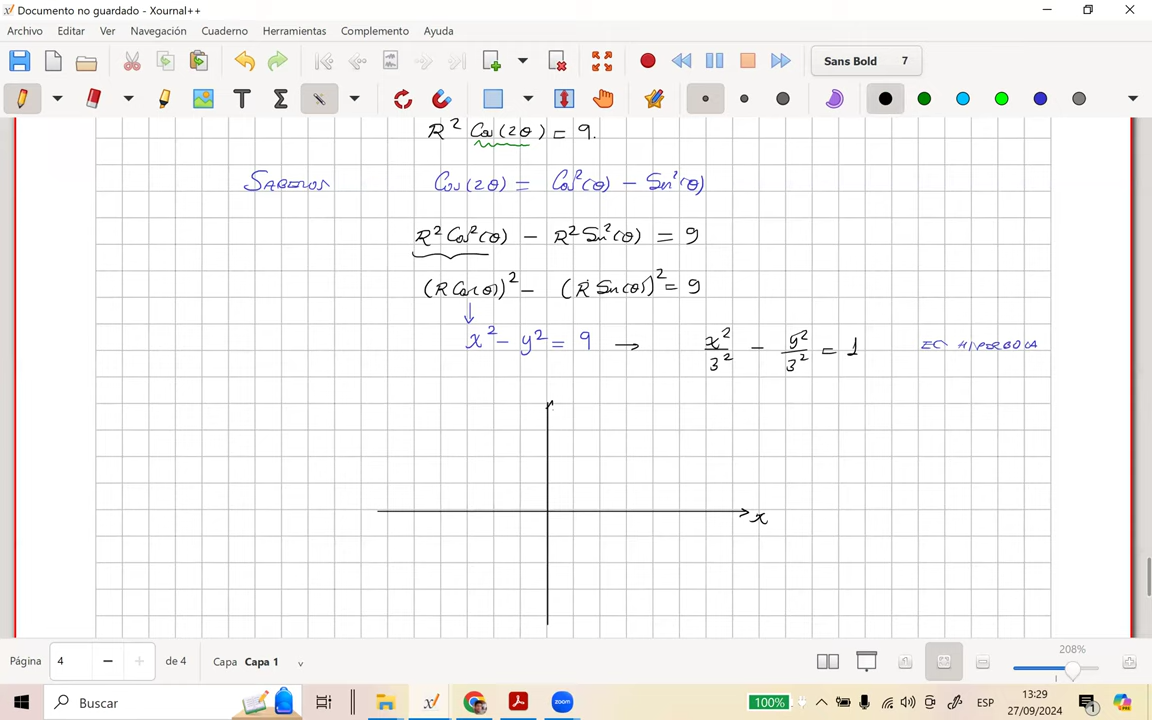 Documento no guardado - Xournal++
Archivo Editar Ver Navegación Cuaderno Herramientas Complemento Ayuda
Sans Bold 7
R² Cos(2θ) = 9.
SABEMOS Cos(2θ) = Cos²(θ) - Sen²(θ)
R² Cos²(θ) - R² Sen²(θ) = 9
(R Cos(θ))² - (R Sen(θ))² = 9
x² - y² = 9 → x²/3² - y²/3² = 1 EC HIPERBOLA
x
Página 4 de 4 Capa Capa 1 208%
Buscar 100% ESP 13:29
27/09/2024